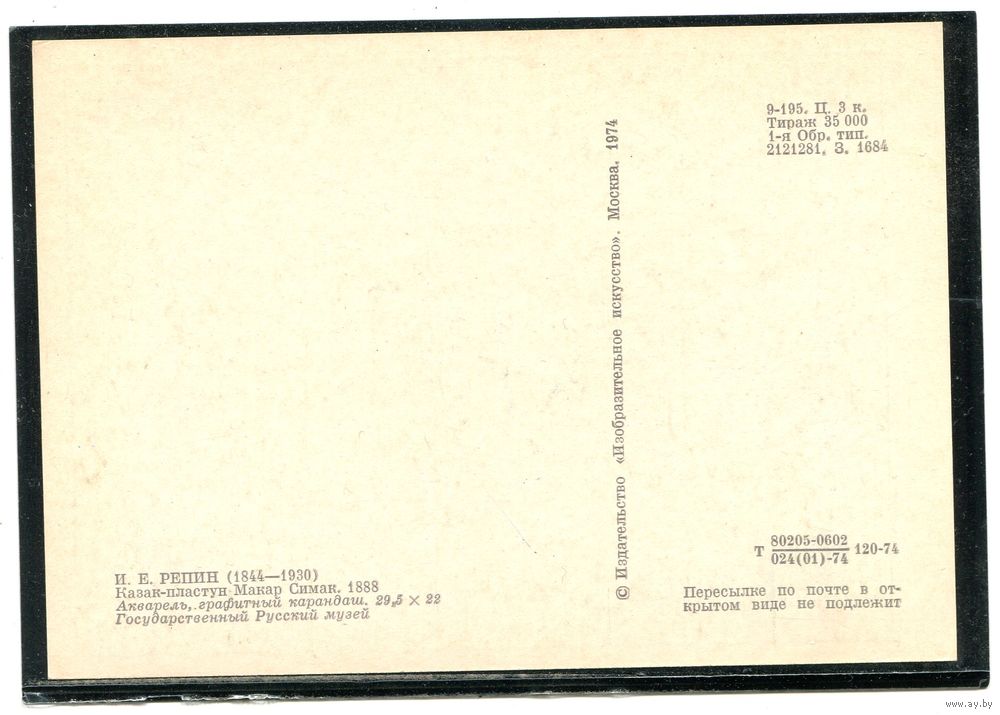 9-195. Ц. 3 к.
Тираж 35 000
1-я Обр. тип.
2121281. З. 1684
© Издательство «Изобразительное искусство». Москва. 1974
Т 80205-0602 120-74
024(01)-74
Пересылке по почте в от-
крытом виде не подлежит
И. Е. РЕПИН (1844—1930)
Казак-пластун Макар Симак. 1888
Акварель, графитный карандаш. 29,5 × 22
Государственный Русский музей
www.ay.by